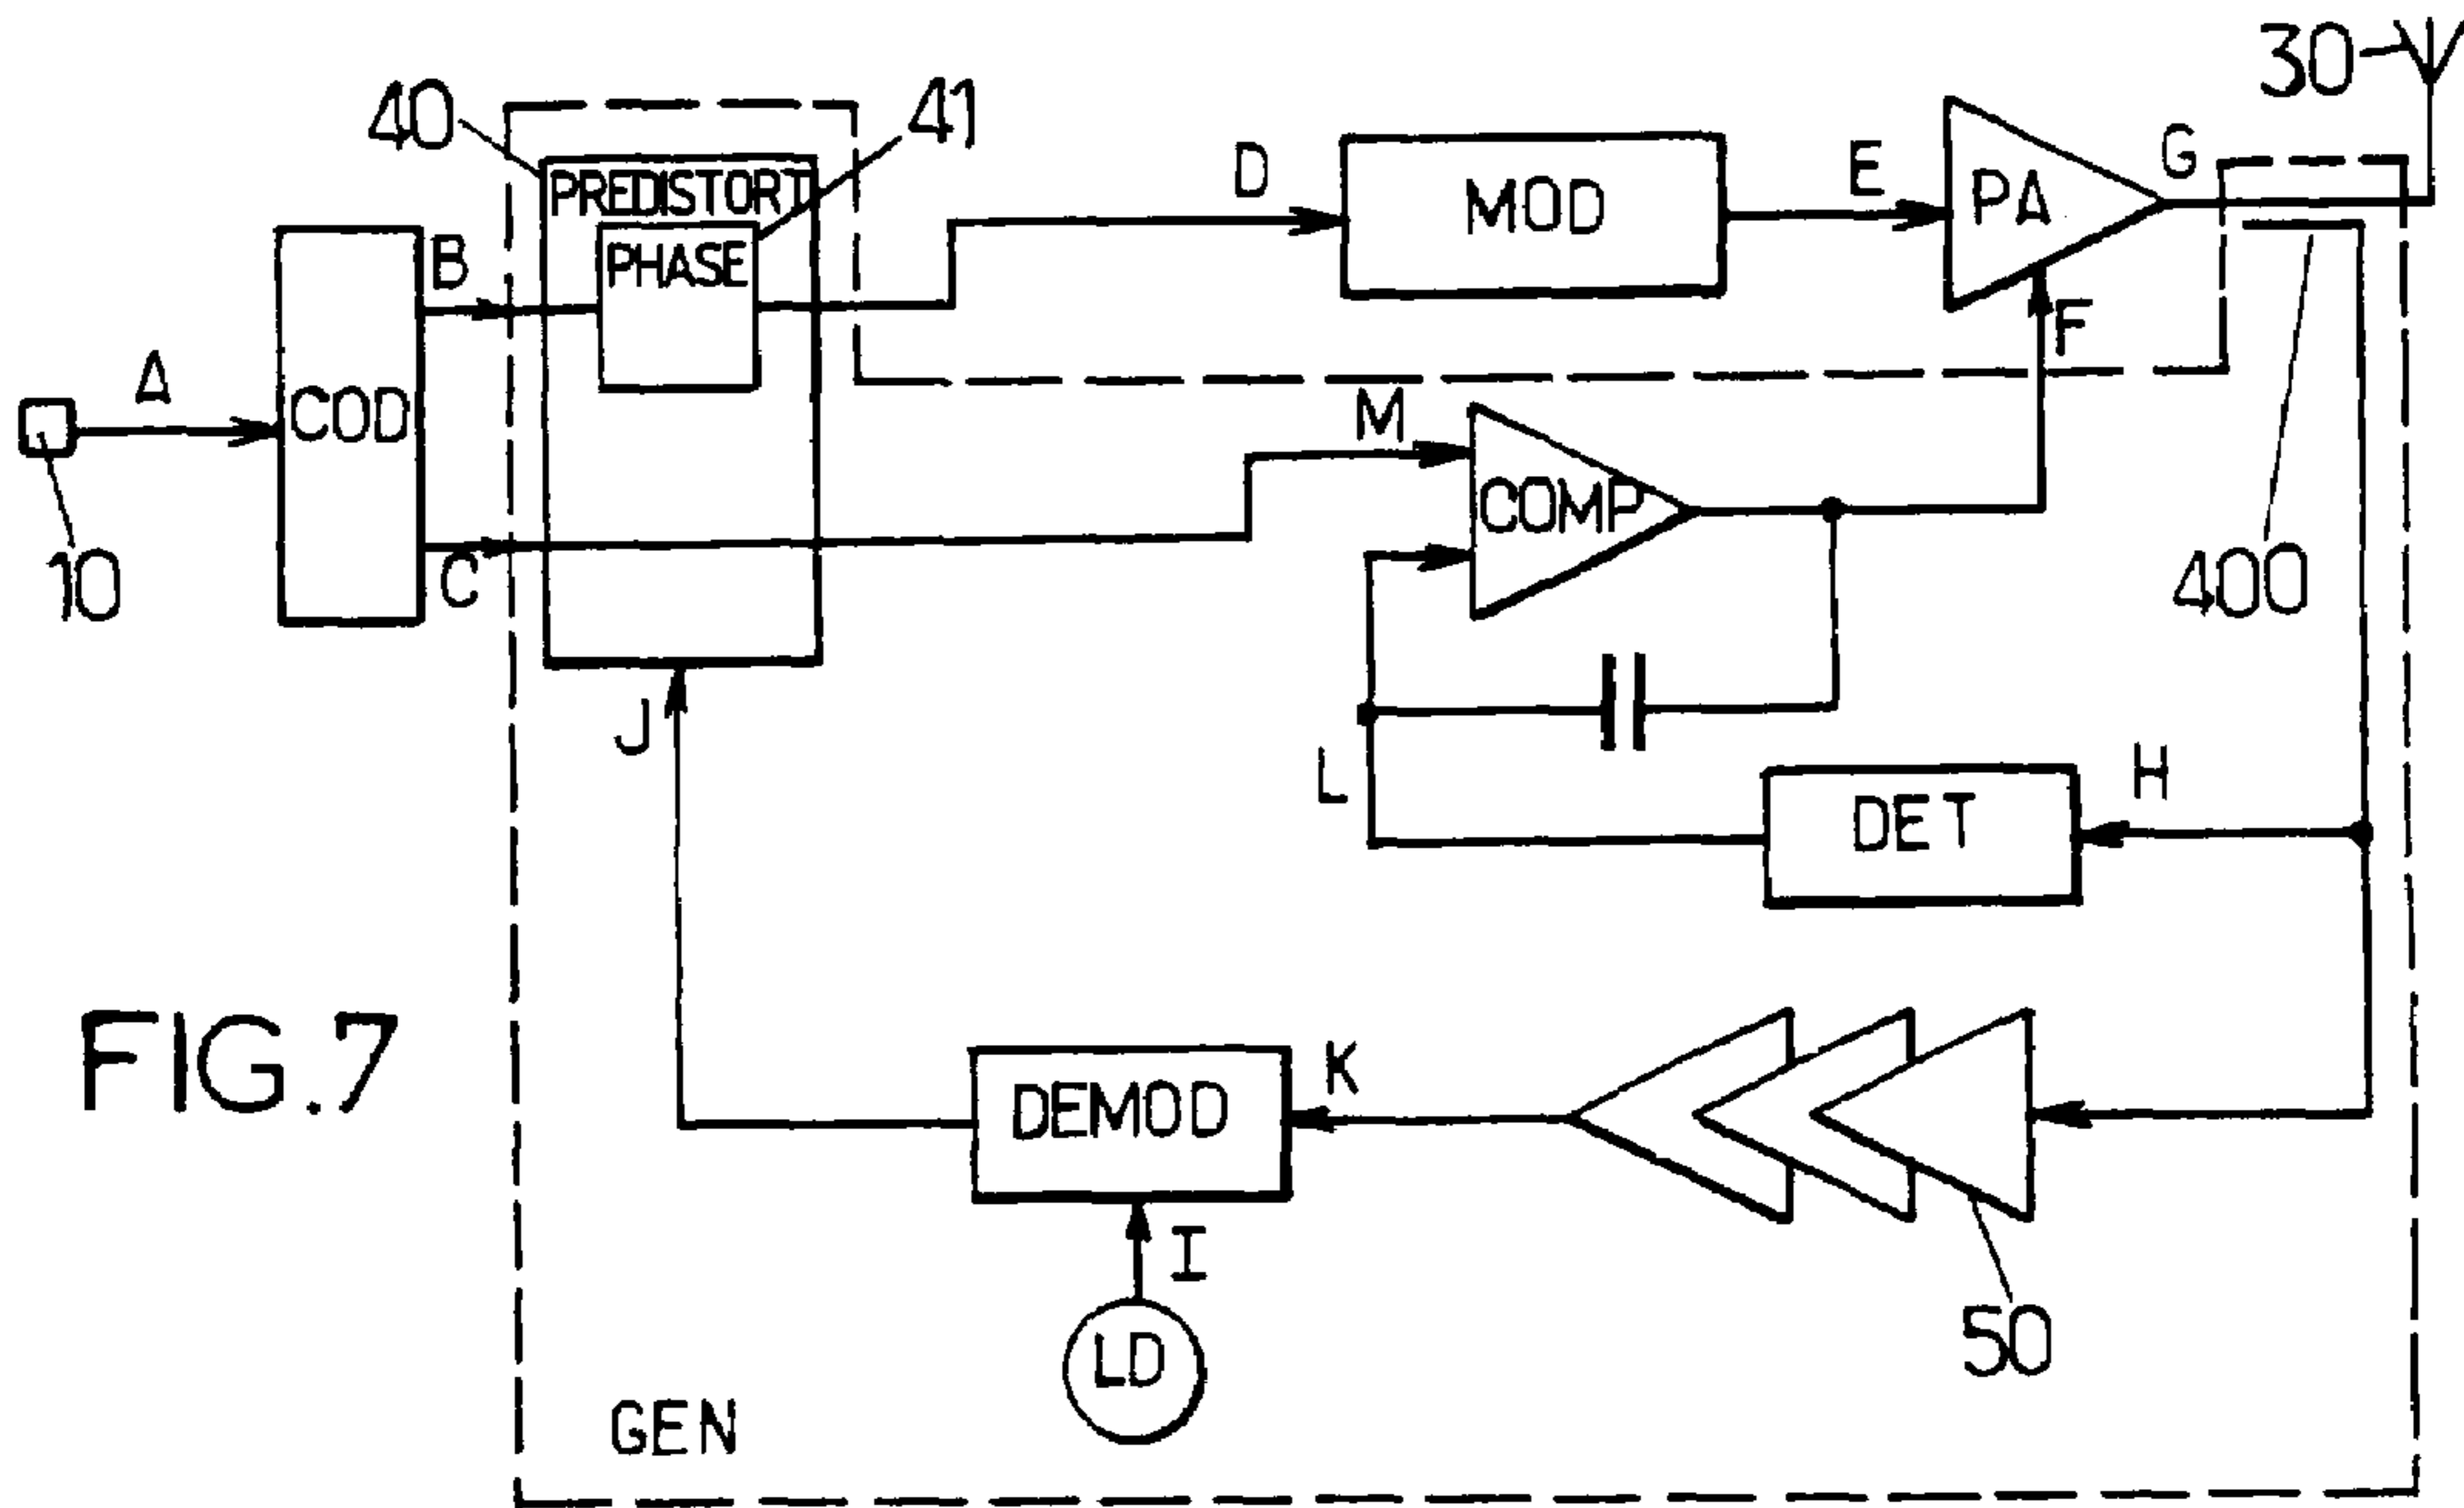 30
40
41
PREDISTORT
PHASE
D
MOD
E
PA
G
B
F
A
COD
M
COMP
C
10
400
J
L
DET
H
FIG.7
DEMOD
K
I
LD
50
GEN